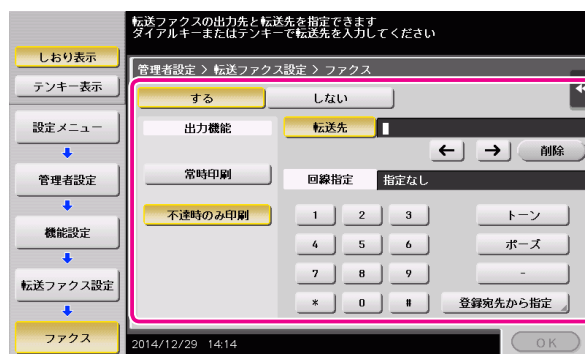 転送ファクスの出力先と転送先を指定できます
ダイアルキーまたはテンキーで転送先を入力してください
しおり表示
テンキー表示
設定メニュー
管理者設定
機能設定
転送ファクス設定
ファクス
管理者設定 > 転送ファクス設定 > ファクス
する
しない
出力機能
常時印刷
不達時のみ印刷
転送先
← → 削除
回線指定 指定なし
1 2 3 トーン
4 5 6 ポーズ
7 8 9 -
* 0 # 登録宛先から指定
2014/12/29 14:14
OK